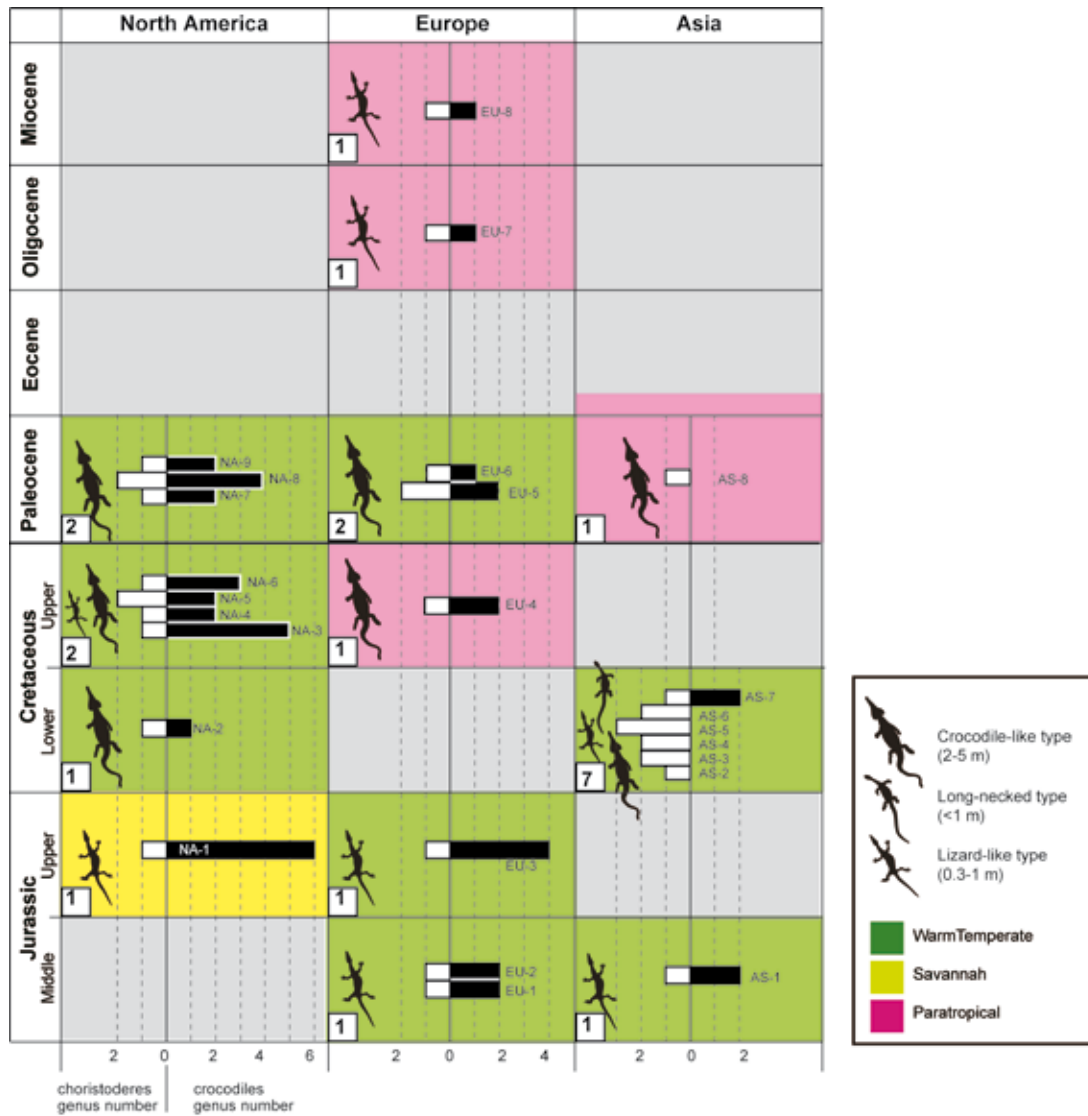 North America Europe Asia
Miocene
EU-8
1
Oligocene
EU-7
1
Eocene
Paleocene
NA-9
NA-8
NA-7
2
EU-6
EU-5
2
AS-8
1
Cretaceous
Upper
NA-6
NA-5
NA-4
NA-3
2
EU-4
1
Lower
NA-2
1
AS-7
AS-6
AS-5
AS-4
AS-3
AS-2
7
Jurassic
Upper
NA-1
1
EU-3
1
Middle
EU-2
EU-1
1
AS-1
1
2 0 2 4 6 2 0 2 4 2 0 2
choristoderes
genus number
crocodiles
genus number
Crocodile-like type
(2-5 m)
Long-necked type
(<1 m)
Lizard-like type
(0.3-1 m)
WarmTemperate
Savannah
Paratropical